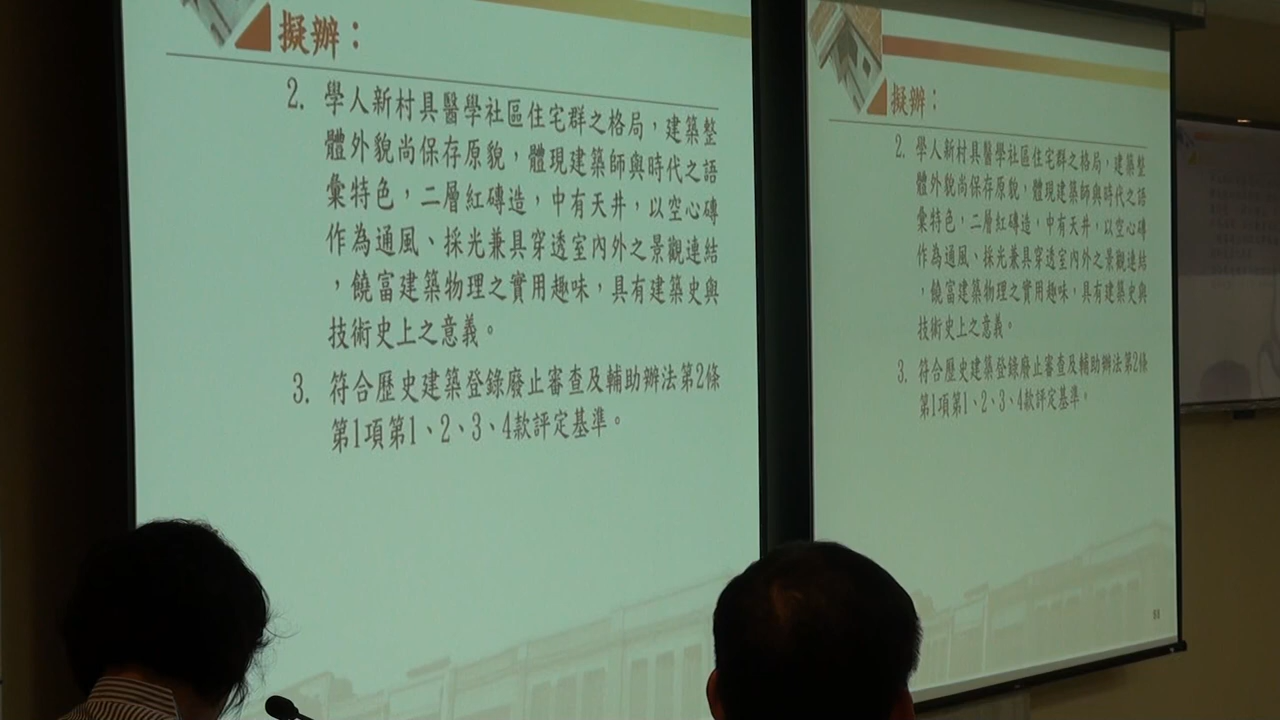 擬辦：
2. 學人新村具醫學社區住宅群之格局，建築整
體外貌尚保存原貌，體現建築師與時代之語
彙特色，二層紅磚造，中有天井，以空心磚
作為通風、採光兼具穿透室內外之景觀連結
，饒富建築物理之實用趣味，具有建築史與
技術史上之意義。
3. 符合歷史建築登錄廢止審查及輔助辦法第2條
第1項第1、2、3、4款評定基準。
擬辦：
2. 學人新村具醫學社區住宅群之格局，建築整
體外貌尚保存原貌，體現建築師與時代之語
彙特色，二層紅磚造，中有天井，以空心磚
作為通風、採光兼具穿透室內外之景觀連結
，饒富建築物理之實用趣味，具有建築史與
技術史上之意義。
3. 符合歷史建築登錄廢止審查及輔助辦法第2條
第1項第1、2、3、4款評定基準。